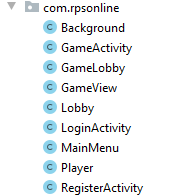 com.rpsonline
Background
GameActivity
GameLobby
GameView
Lobby
LoginActivity
MainMenu
Player
RegisterActivity